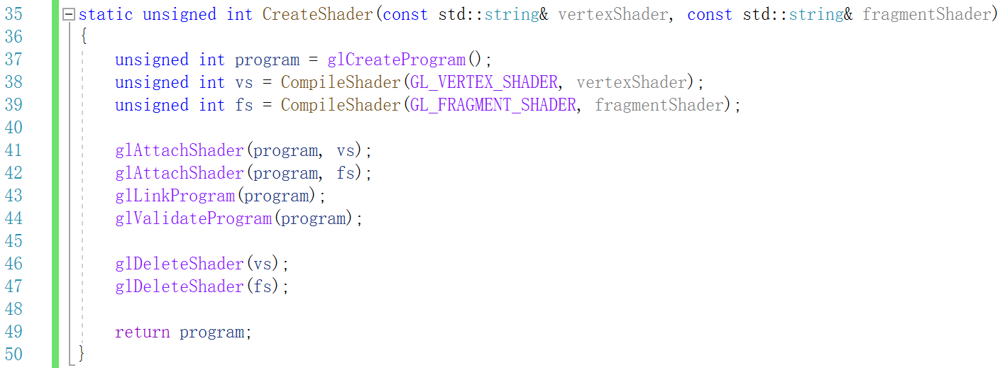 35 static unsigned int CreateShader(const std::string& vertexShader, const std::string& fragmentShader)
36 {
37     unsigned int program = glCreateProgram();
38     unsigned int vs = CompileShader(GL_VERTEX_SHADER, vertexShader);
39     unsigned int fs = CompileShader(GL_FRAGMENT_SHADER, fragmentShader);
40
41     glAttachShader(program, vs);
42     glAttachShader(program, fs);
43     glLinkProgram(program);
44     glValidateProgram(program);
45
46     glDeleteShader(vs);
47     glDeleteShader(fs);
48
49     return program;
50 }